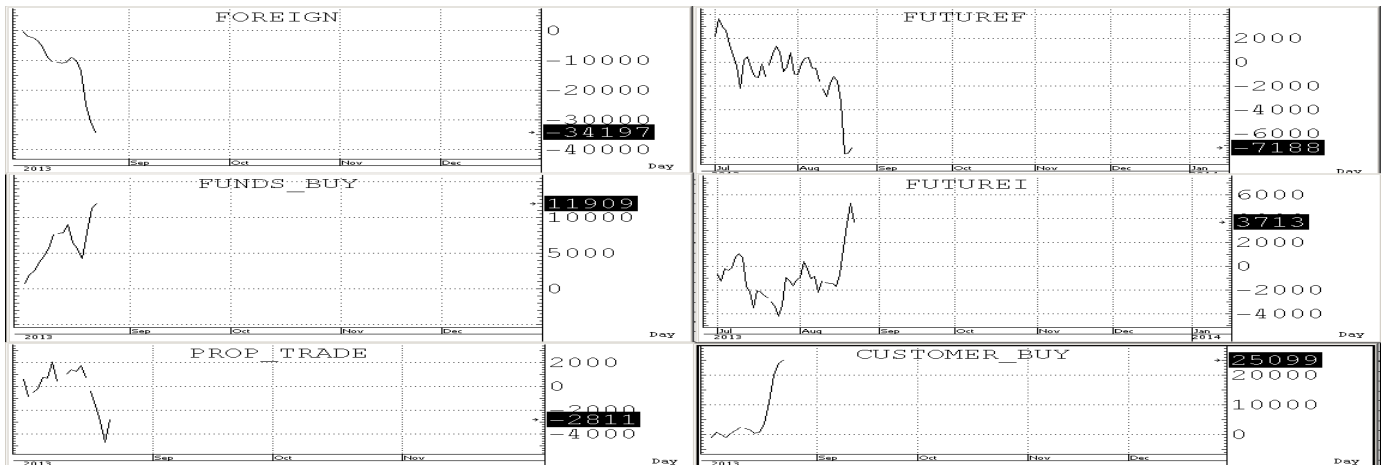 FOREIGN
0
-10000
-20000
-30000
-34197
-40000
Sep Oct Nov Dec
2013 Day
FUTUREF
2000
0
-2000
-4000
-6000
-7188
Jul Aug Sep Oct Nov Dec Jan
FUNDS_BUY
11909
10000
5000
0
Sep Oct Nov Dec
2013 Day
FUTUREI
6000
3713
2000
0
-2000
-4000
Jul Aug Sep Oct Nov Dec Jan
2013 2014 Day
PROP_TRADE
2000
0
-2000
-2811
-4000
Sep Oct Nov
2013 Day
CUSTOMER_BUY
25099
20000
10000
0
Sep Oct Nov Dec
2013 Day